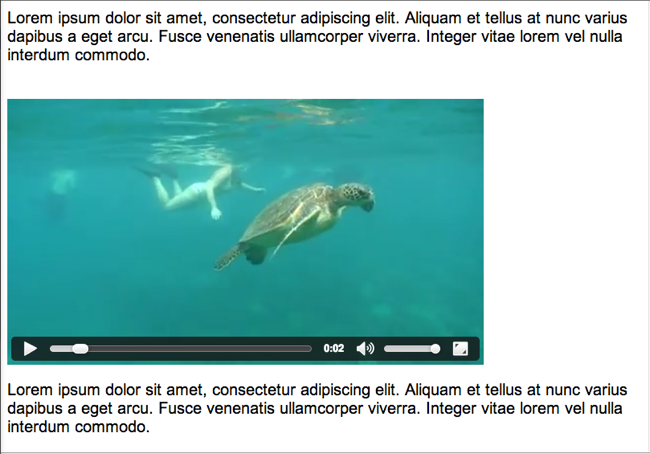 Lorem ipsum dolor sit amet, consectetur adipiscing elit. Aliquam et tellus at nunc varius
dapibus a eget arcu. Fusce venenatis ullamcorper viverra. Integer vitae lorem vel nulla
interdum commodo.
0:02
Lorem ipsum dolor sit amet, consectetur adipiscing elit. Aliquam et tellus at nunc varius
dapibus a eget arcu. Fusce venenatis ullamcorper viverra. Integer vitae lorem vel nulla
interdum commodo.